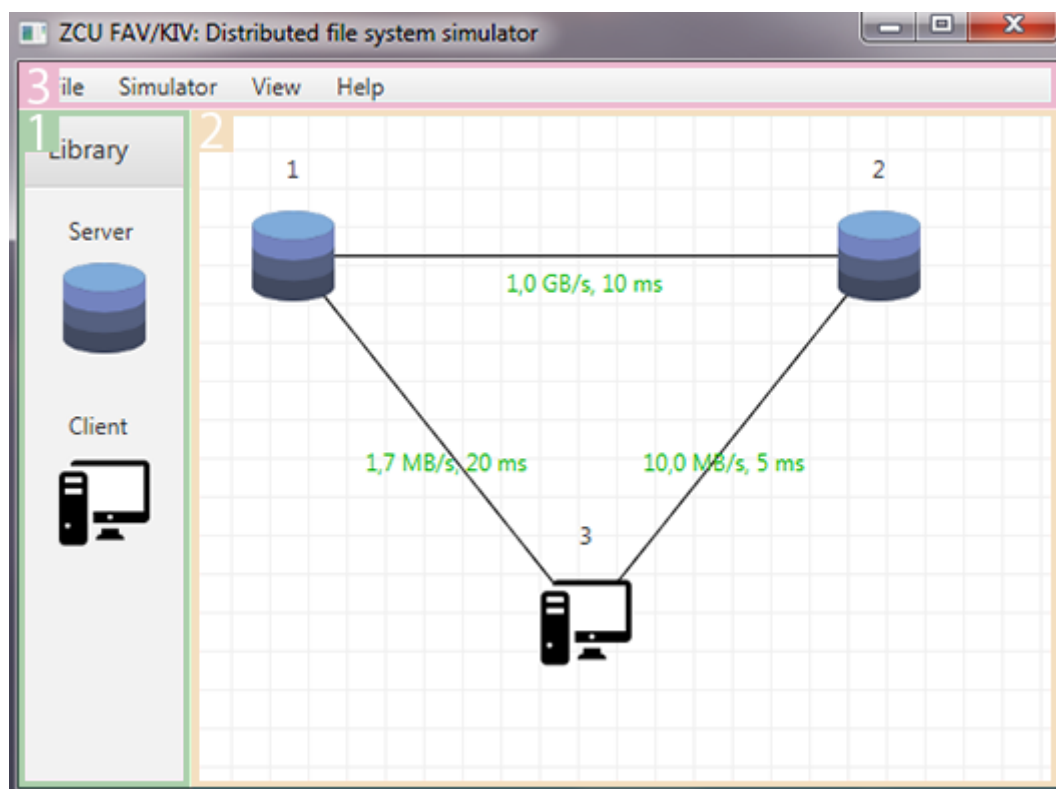 ZCU FAV/KIV: Distributed file system simulator
3 ile Simulator View Help
1 2
Library
1 2
Server
1,0 GB/s, 10 ms
Client
1,7 MB/s, 20 ms 10,0 MB/s, 5 ms
3